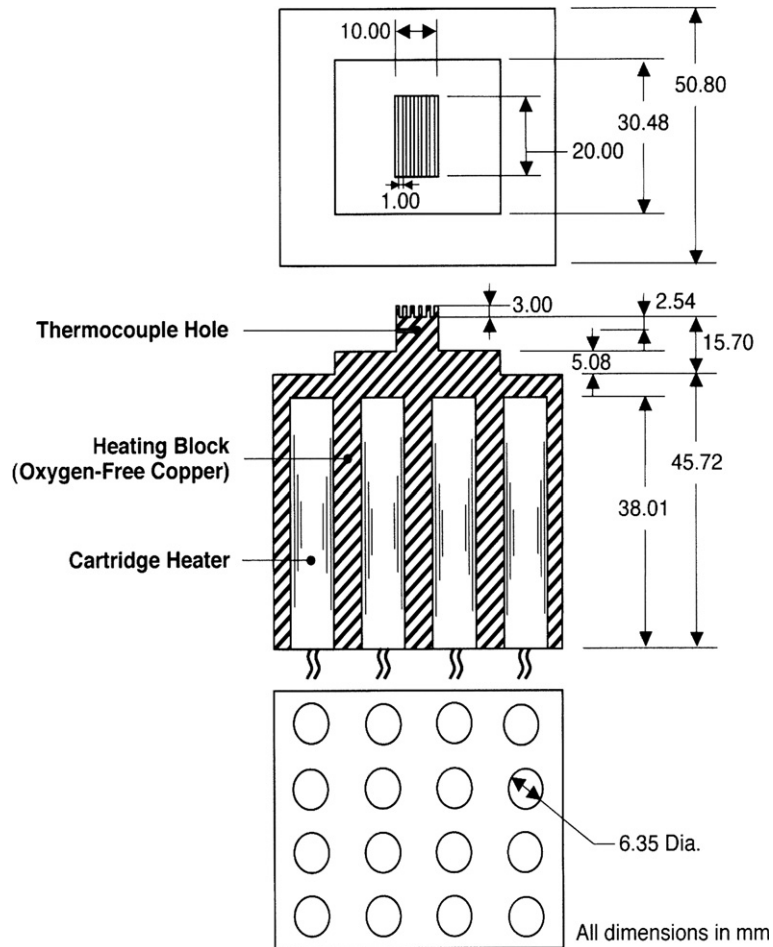 10.00
50.80
30.48
20.00
1.00
3.00
2.54
Thermocouple Hole
15.70
5.08
Heating Block
(Oxygen-Free Copper)
45.72
38.01
Cartridge Heater
6.35 Dia.
All dimensions in mm